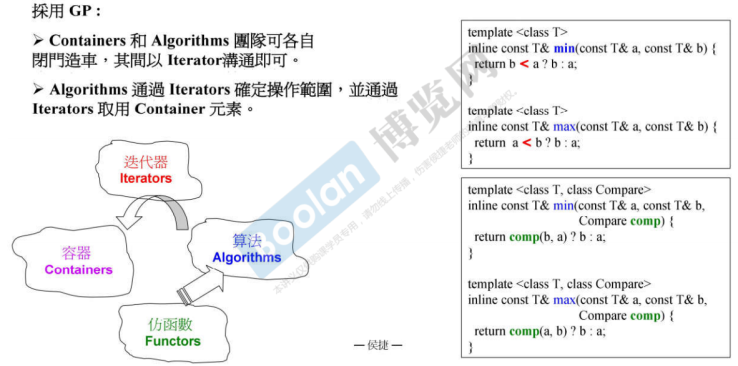 採用 GP :
➢ Containers 和 Algorithms 團隊可各自
閉門造車，其間以 Iterator溝通即可。
➢ Algorithms 通過 Iterators 確定操作範圍，並通過
Iterators 取用 Container 元素。
迭代器
Iterators
容器
Containers
算法
Algorithms
仿函數
Functors
— 侯捷 —
template <class T>
inline const T& min(const T& a, const T& b) {
return b < a ? b : a;
}
template <class T>
inline const T& max(const T& a, const T& b) {
return a < b ? b : a;
}
template <class T, class Compare>
inline const T& min(const T& a, const T& b,
Compare comp) {
return comp(b, a) ? b : a;
}
template <class T, class Compare>
inline const T& max(const T& a, const T& b,
Compare comp) {
return comp(a, b) ? b : a;
}
Boolan 博览网